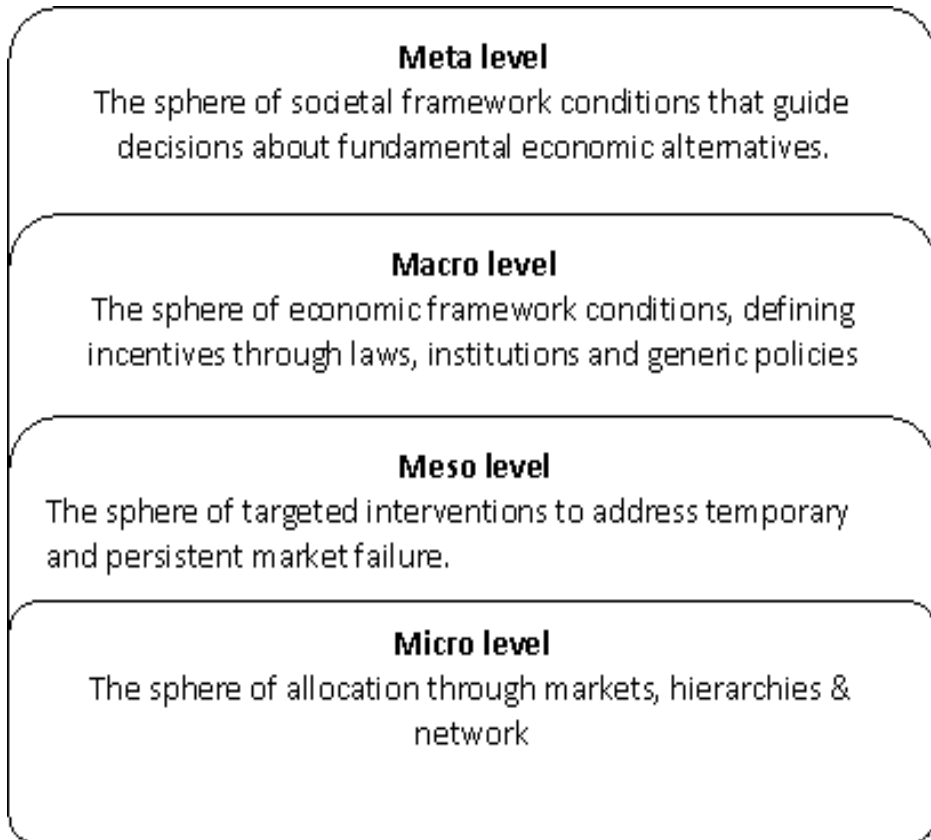 Meta level
The sphere of societal framework conditions that guide
decisions about fundamental economic alternatives.
Macro level
The sphere of economic framework conditions, defining
incentives through laws, institutions and generic policies
Meso level
The sphere of targeted interventions to address temporary
and persistent market failure.
Micro level
The sphere of allocation through markets, hierarchies &
network